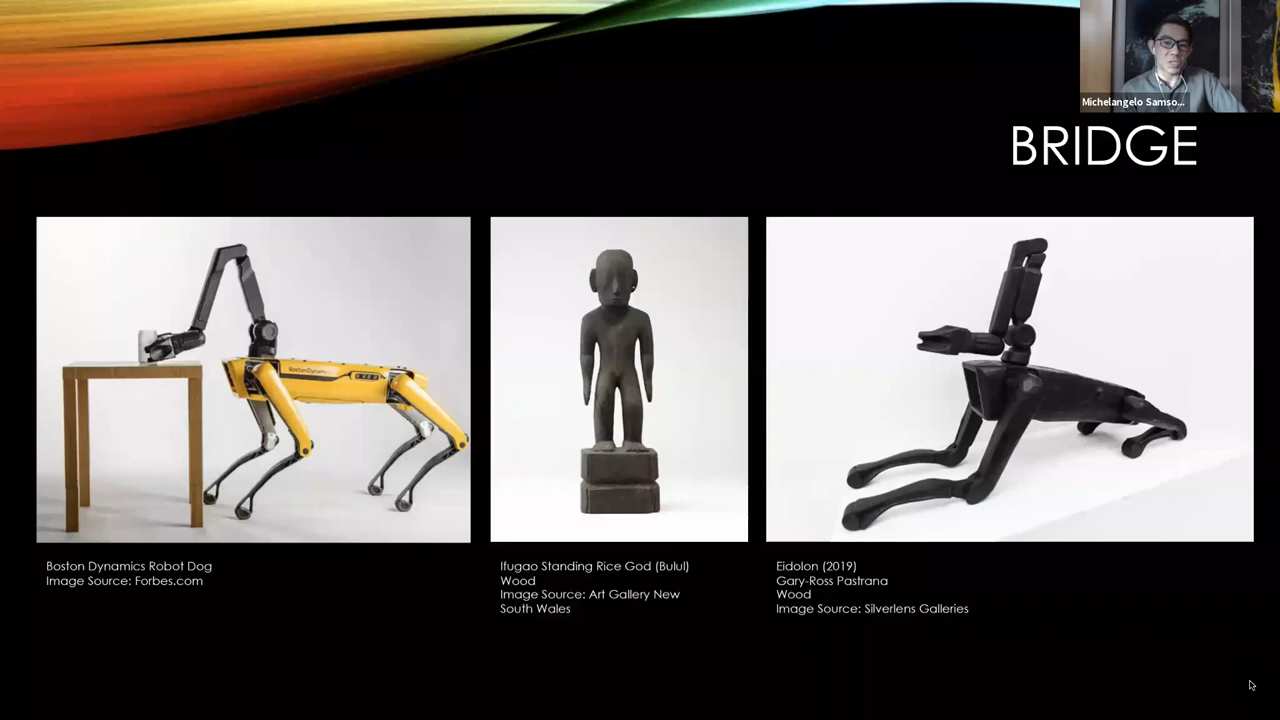 Michelangelo Samso...
BRIDGE
BostonDynamics
Boston Dynamics Robot Dog
Image Source: Forbes.com
Ifugao Standing Rice God (Bulul)
Wood
Image Source: Art Gallery New
South Wales
Eidolon (2019)
Gary-Ross Pastrana
Wood
Image Source: Silverlens Galleries